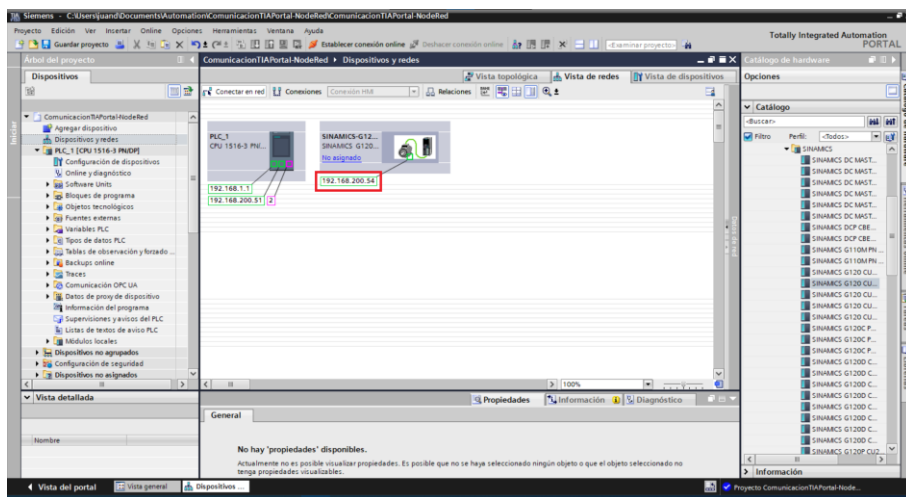 Siemens - C:\Users\juand\Documents\Automation\ComunicacionTIAPortal-NodeRed\ComunicacionTIAPortal-NodeRed
Proyecto Edición Ver Insertar Online Opciones Herramientas Ventana Ayuda
Totally Integrated Automation
PORTAL
Guardar proyecto Establecer conexión online Deshacer conexión online <Examinar proyecto>
Árbol del proyecto
ComunicacionTIAPortal-NodeRed ▸ Dispositivos y redes
Catálogo de hardware
Dispositivos
Vista topológica Vista de redes Vista de dispositivos
Opciones
Conectar en red Conexiones Conexión HMI Relaciones
ComunicacionTIAPortal-NodeRed
Agregar dispositivo
Dispositivos y redes
PLC_1 [CPU 1516-3 PN/DP]
Configuración de dispositivos
Online y diagnóstico
Software Units
Bloques de programa
Objetos tecnológicos
Fuentes externas
Variables PLC
Tipos de datos PLC
Tablas de observación y forzado ...
Backups online
Traces
Comunicación OPC UA
Datos de proxy de dispositivo
Información del programa
Supervisiones y avisos del PLC
Listas de textos de aviso PLC
Módulos locales
Dispositivos no agrupados
Configuración de seguridad
Dispositivos no asignados
Vista detallada
Nombre
Iniciar
PLC_1
CPU 1516-3 PN/...
192.168.1.1
192.168.200.51 2
SINAMICS-G12...
SINAMICS G120...
No asignado
192.168.200.54
100%
Propiedades Información Diagnóstico
General
No hay 'propiedades' disponibles.
Actualmente no es posible visualizar propiedades. Es posible que no se haya seleccionado ningún objeto o que el objeto seleccionado no
tenga propiedades visualizables.
Catálogo
<Buscar>
Filtro Perfil: <Todos>
SINAMICS
SINAMICS DC MAST...
SINAMICS DC MAST...
SINAMICS DC MAST...
SINAMICS DC MAST...
SINAMICS DC MAST...
SINAMICS DCP CBE...
SINAMICS DCP CBE...
SINAMICS G110M PN ...
SINAMICS G110M PN...
SINAMICS G120 CU...
SINAMICS G120 CU...
SINAMICS G120 CU...
SINAMICS G120 CU...
SINAMICS G120 CU...
SINAMICS G120C P...
SINAMICS G120C P...
SINAMICS G120C P...
SINAMICS G120D C...
SINAMICS G120D C...
SINAMICS G120D C...
SINAMICS G120D C...
SINAMICS G120D C...
SINAMICS G120D C...
SINAMICS G120D C...
SINAMICS G120P CU2...
Información
Vista del portal Vista general Dispositivos ...
Proyecto ComunicacionTIAPortal-Node...